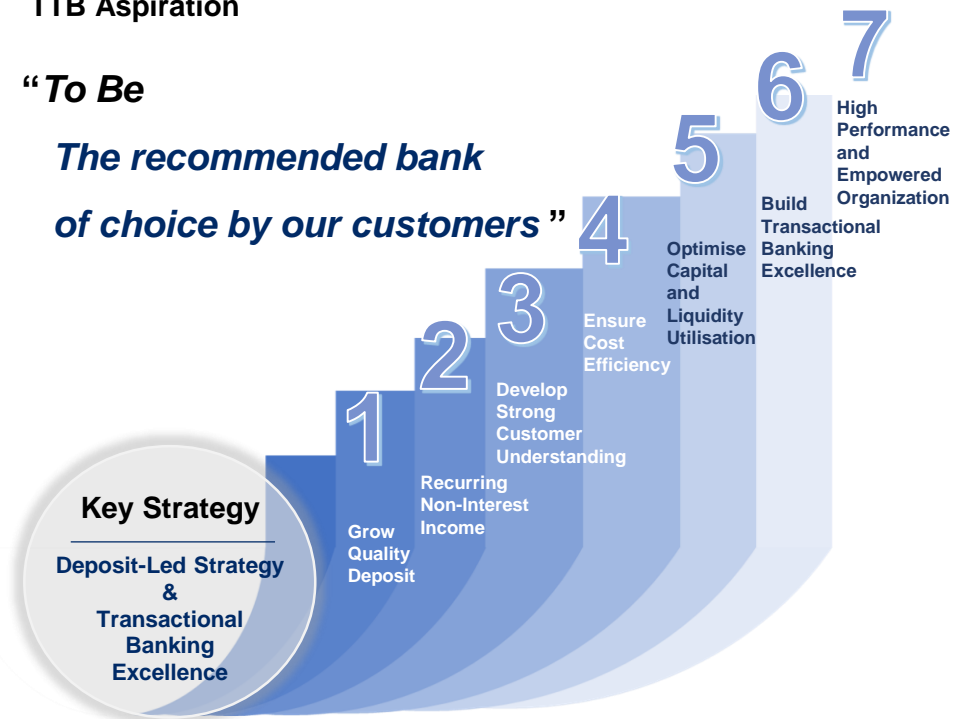 TTB Aspiration
“To Be
The recommended bank
of choice by our customers ”
Key Strategy
Deposit-Led Strategy
&
Transactional
Banking
Excellence
1
Grow
Quality
Deposit
2
Recurring
Non-Interest
Income
3
Develop
Strong
Customer
Understanding
4
Ensure
Cost
Efficiency
5
Optimise
Capital
and
Liquidity
Utilisation
6
Build
Transactional
Banking
Excellence
7
High
Performance
and
Empowered
Organization